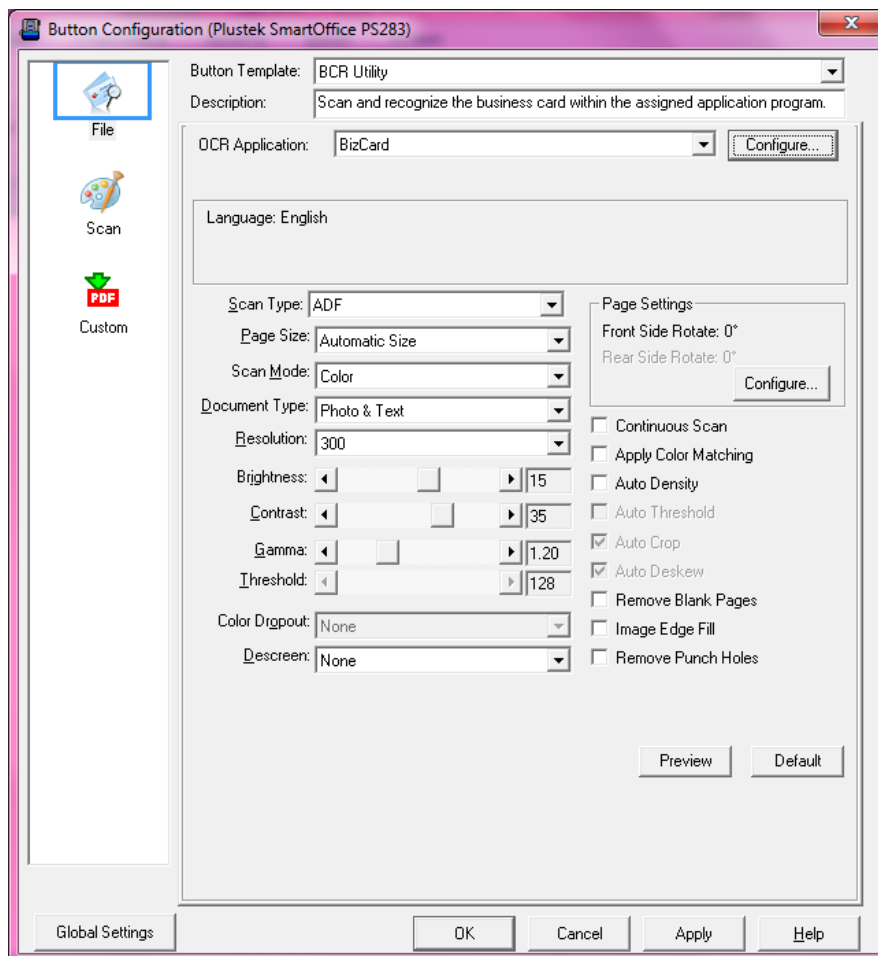 Button Configuration (Plustek SmartOffice PS283)
File
Scan
PDF
Custom
Button Template: BCR Utility
Description: Scan and recognize the business card within the assigned application program.
OCR Application: BizCard Configure...
Language: English
Scan Type: ADF
Page Size: Automatic Size
Scan Mode: Color
Document Type: Photo & Text
Resolution: 300
Brightness: 15
Contrast: 35
Gamma: 1.20
Threshold: 128
Color Dropout: None
Descreen: None
Page Settings
Front Side Rotate: 0°
Rear Side Rotate: 0°
Configure...
Continuous Scan
Apply Color Matching
Auto Density
Auto Threshold
Auto Crop
Auto Deskew
Remove Blank Pages
Image Edge Fill
Remove Punch Holes
Preview Default
Global Settings OK Cancel Apply Help